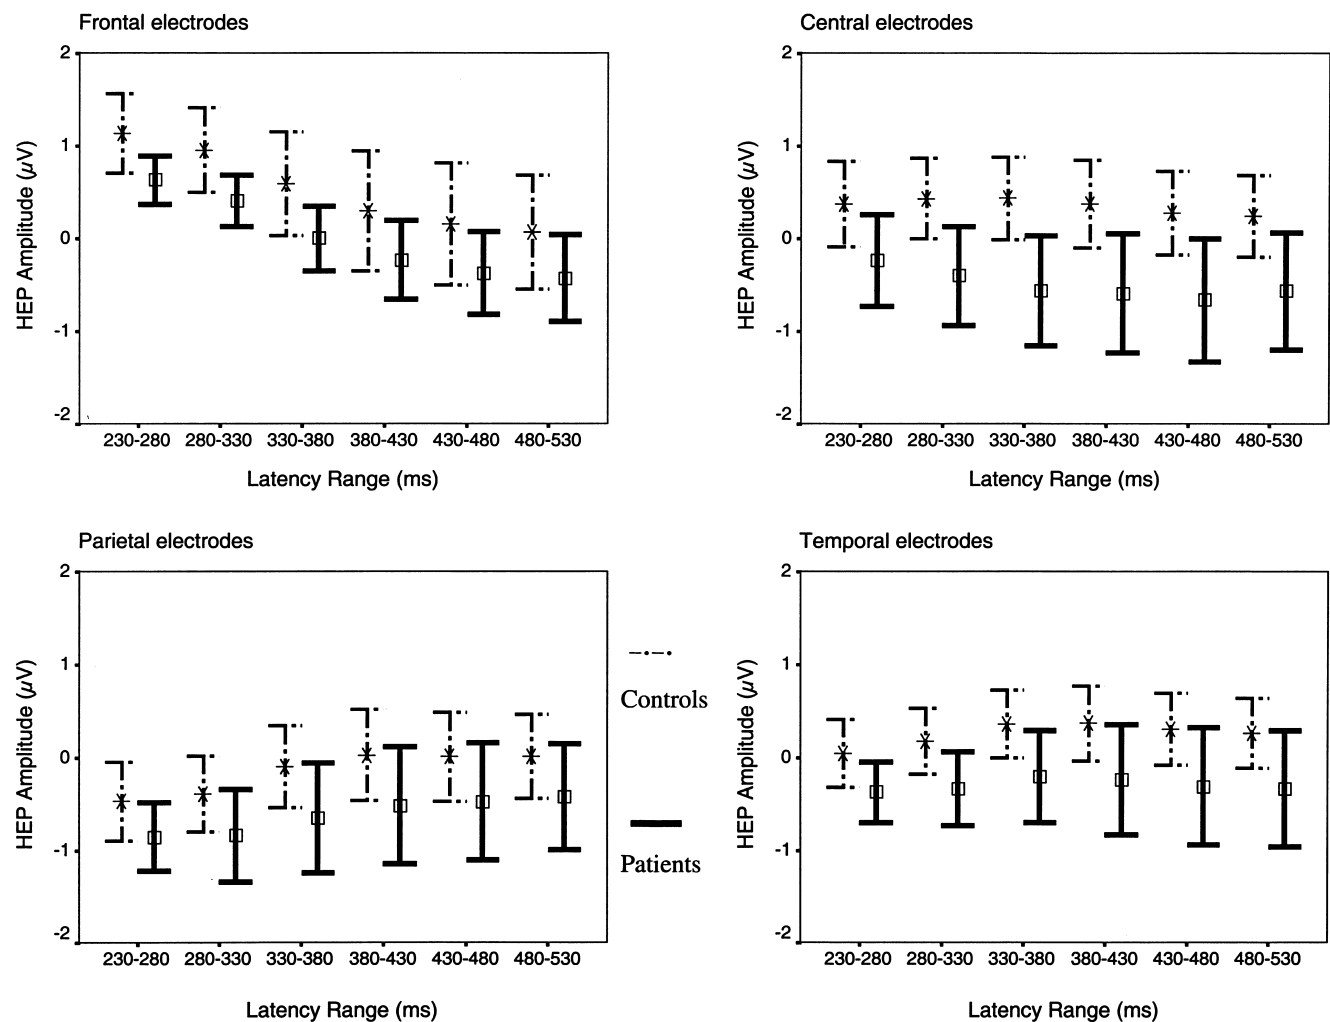 Frontal electrodes
2
1
0
-1
-2
HEP Amplitude (µV)
230-280 280-330 330-380 380-430 430-480 480-530
Latency Range (ms)
Central electrodes
2
1
0
-1
-2
HEP Amplitude (µV)
230-280 280-330 330-380 380-430 430-480 480-530
Latency Range (ms)
Parietal electrodes
2
1
0
-1
-2
HEP Amplitude (µV)
230-280 280-330 330-380 380-430 430-480 480-530
Latency Range (ms)
Controls
Patients
Temporal electrodes
2
1
0
-1
-2
HEP Amplitude (µV)
230-280 280-330 330-380 380-430 430-480 480-530
Latency Range (ms)